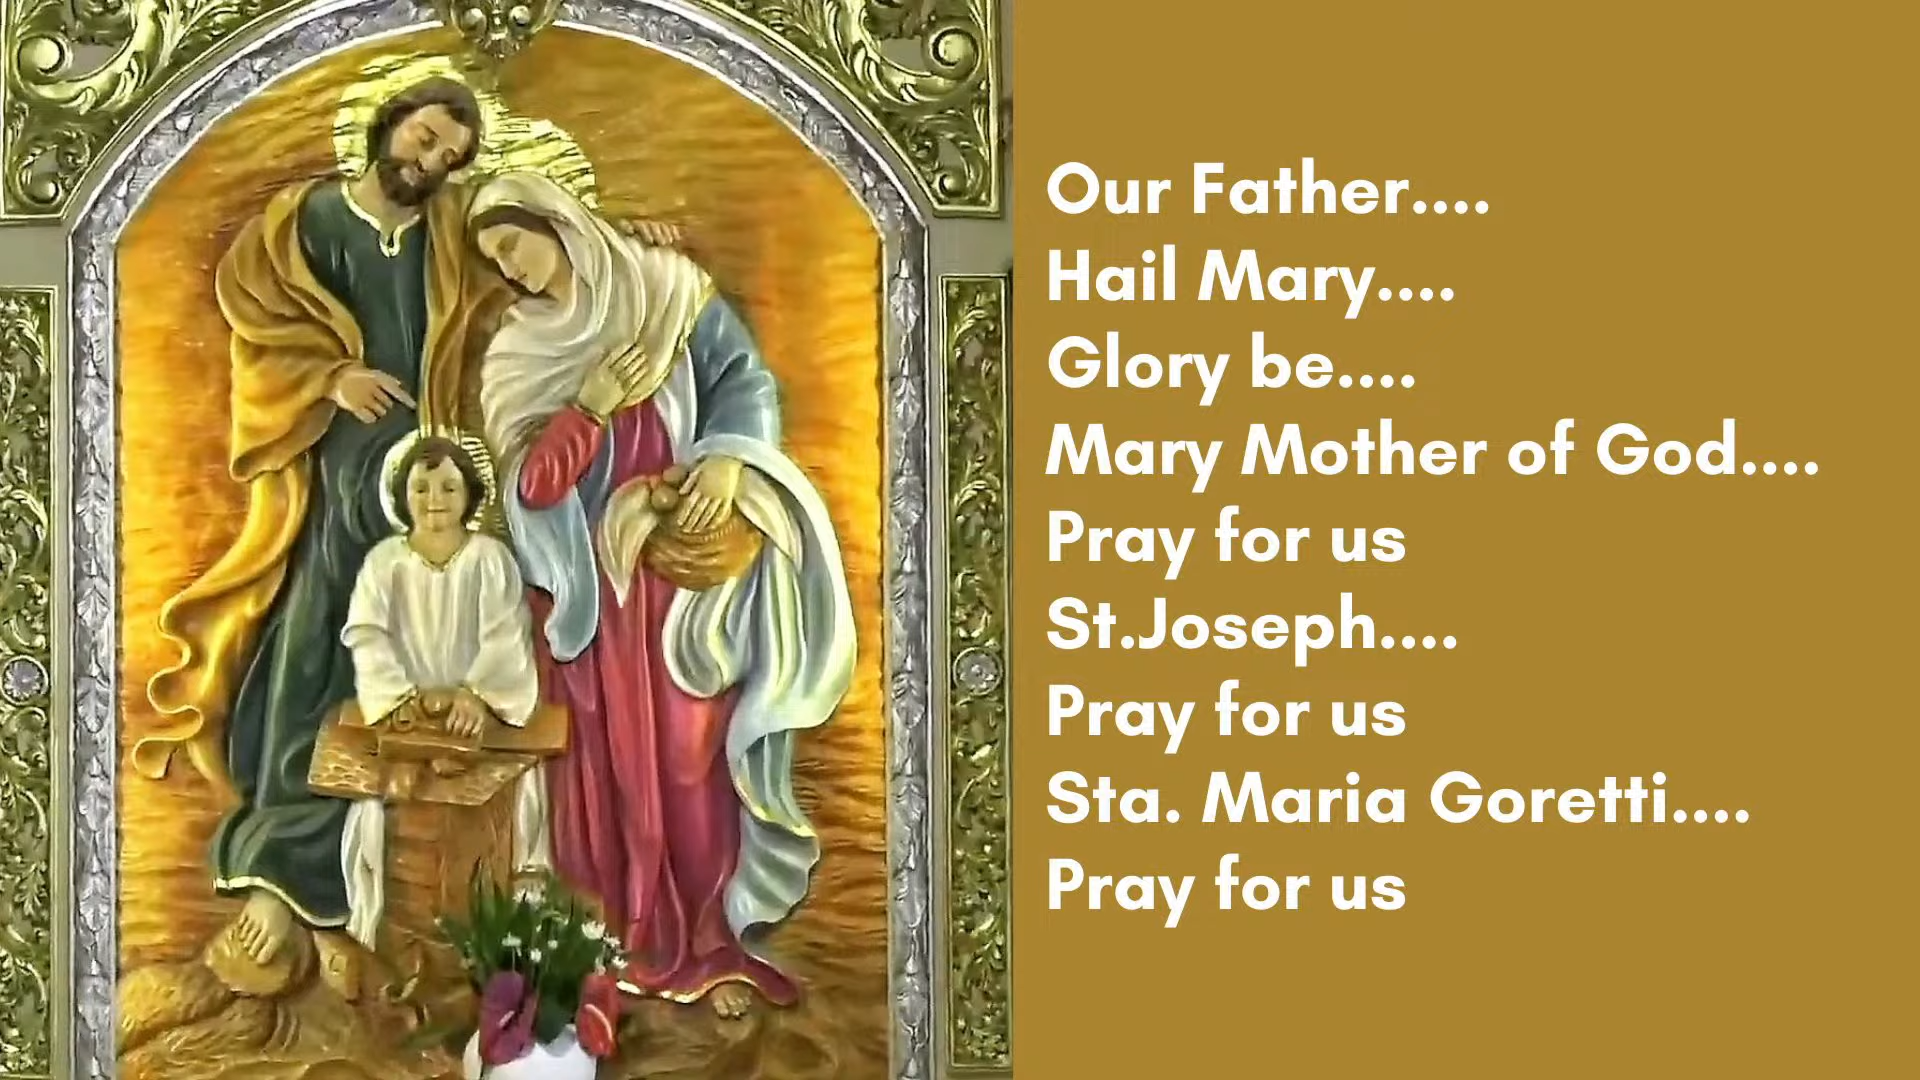 Our Father....
Hail Mary....
Glory be....
Mary Mother of God....
Pray for us
St.Joseph....
Pray for us
Sta. Maria Goretti....
Pray for us